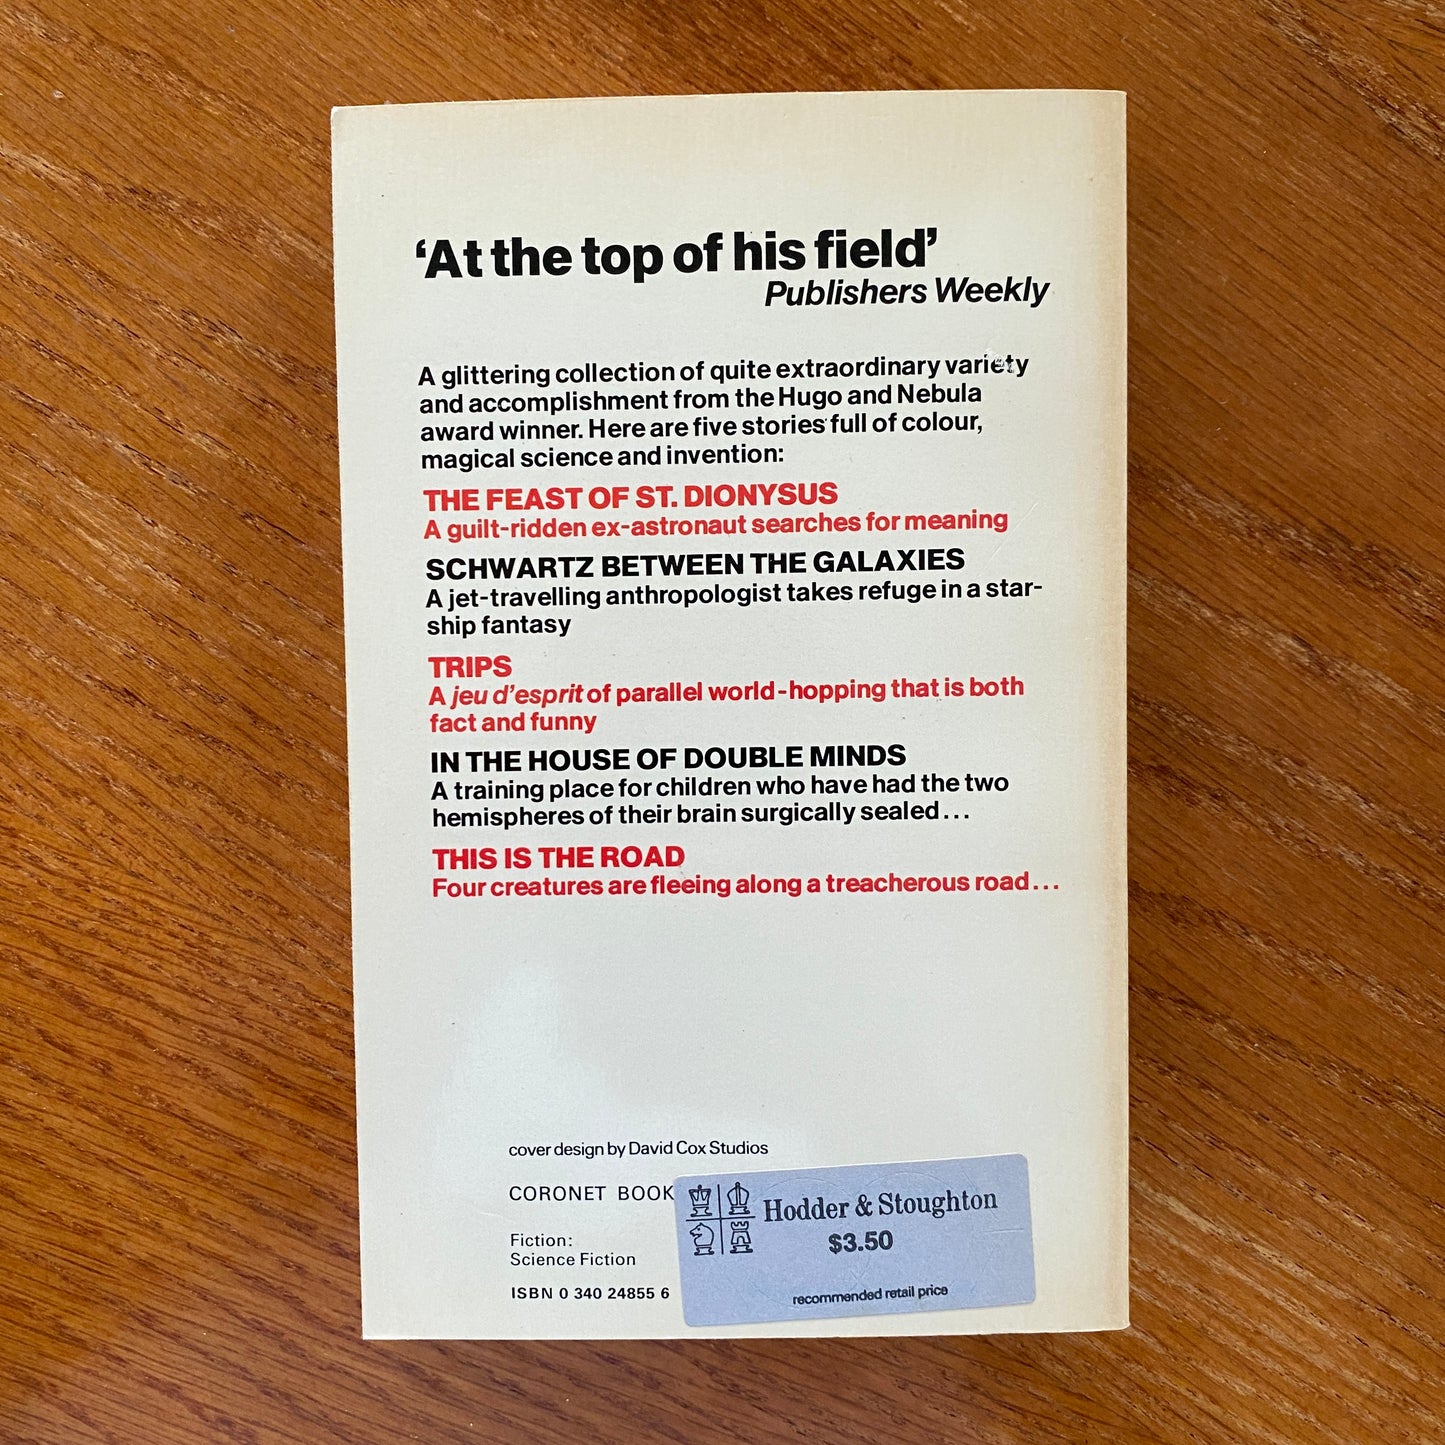 ‘At the top of his field’
Publishers Weekly
A glittering collection of quite extraordinary variety
and accomplishment from the Hugo and Nebula
award winner. Here are five stories full of colour,
magical science and invention:
THE FEAST OF ST. DIONYSUS
A guilt-ridden ex-astronaut searches for meaning
SCHWARTZ BETWEEN THE GALAXIES
A jet-travelling anthropologist takes refuge in a star-
ship fantasy
TRIPS
A jeu d’esprit of parallel world-hopping that is both
fact and funny
IN THE HOUSE OF DOUBLE MINDS
A training place for children who have had the two
hemispheres of their brain surgically sealed...
THIS IS THE ROAD
Four creatures are fleeing along a treacherous road...
cover design by David Cox Studios
CORONET BOOK
Hodder & Stoughton
$3.50
recommended retail price
Fiction:
Science Fiction
ISBN 0 340 24855 6